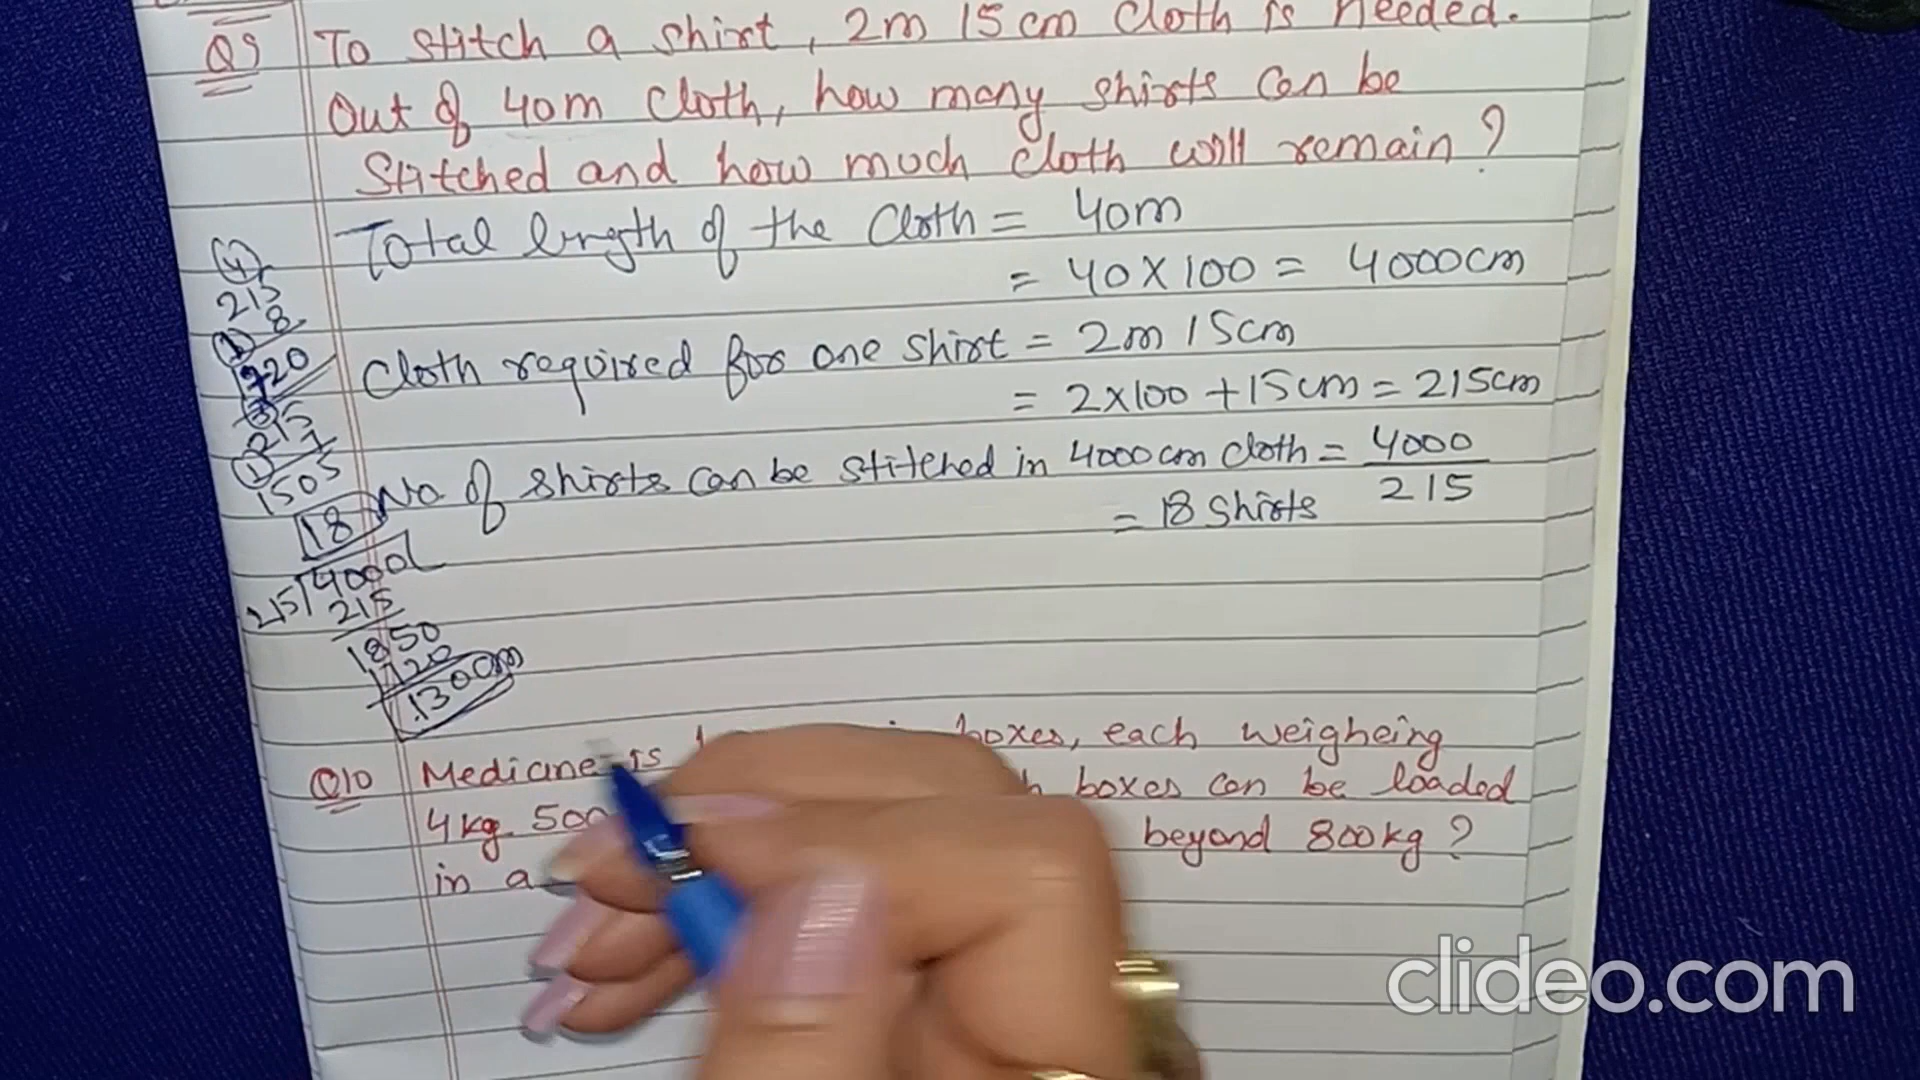 Q9 To stitch a shirt, 2m 15cm cloth is needed.
Out of 40m cloth, how many shirts can be
Stitched and how much cloth will remain?
Total length of the cloth = 40m
= 40 × 100 = 4000cm
Cloth required for one shirt = 2m 15cm
= 2×100 + 15cm = 215cm
No of shirts can be stitched in 4000cm cloth = 4000
215
= 18 shirts
4
215
8
1720
215
7
1505
18
215 4000
215
1850
1720
130cm
Q10 Medicine is boxes, each weigheing
4kg 500 boxes can be loaded
in a beyond 800kg?
clideo.com